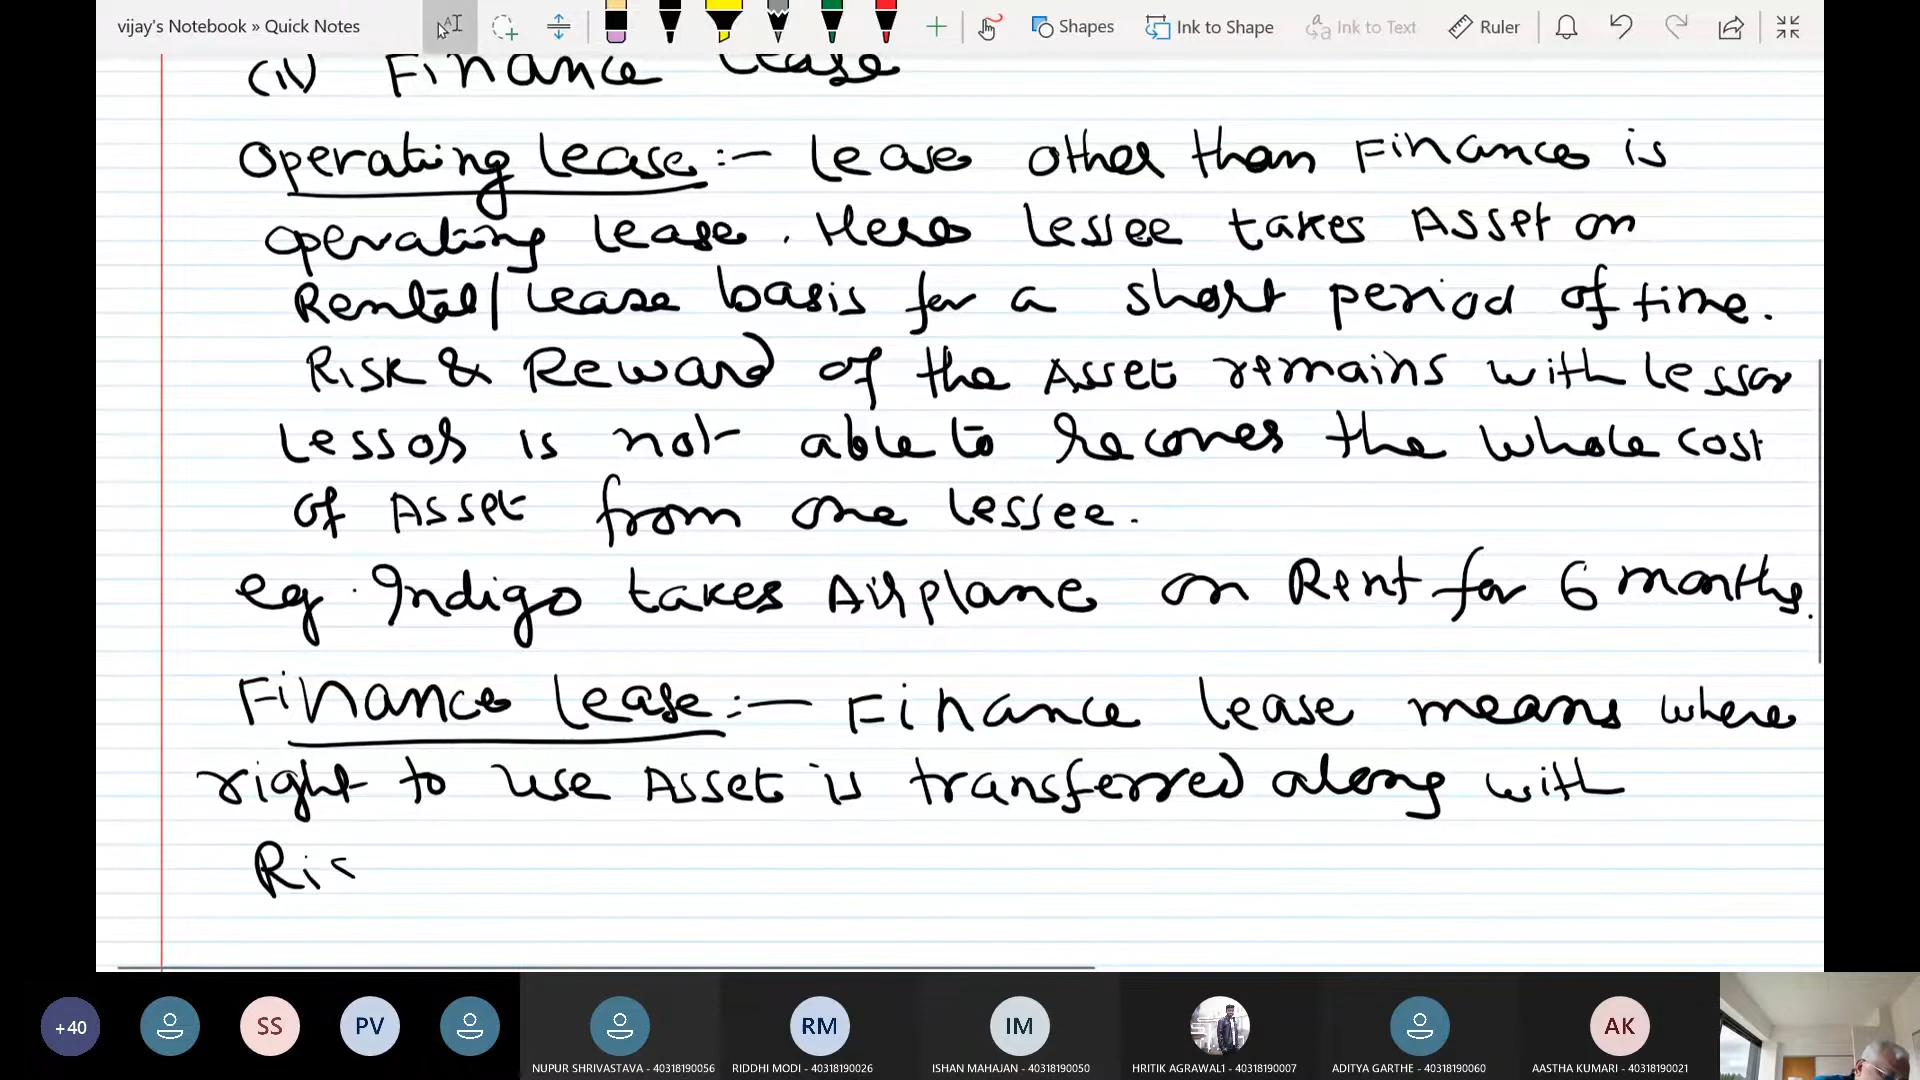 vijay's Notebook » Quick Notes
Shapes
Ink to Shape
Ink to Text
Ruler
(ii) Finance Lease
Operating Lease :- Lease other than Finance is
operating lease. Here lessee takes Asset on
Rental/Lease basis for a short period of time.
Risk & Reward of the Asset remains with lessor
Lessor is not able to recover the whole cost
of Asset from one lessee.
eg. Indigo takes Airplane on Rent for 6 months.
Finance Lease :- Finance lease means where
right to use Asset is transferred along with
Ris
+40
SS
PV
RM
IM
AK
NUPUR SHRIVASTAVA - 40318190056
RIDDHI MODI - 40318190026
ISHAN MAHAJAN - 40318190050
HRITIK AGRAWAL1 - 40318190007
ADITYA GARTHE - 40318190060
AASTHA KUMARI - 40318190021